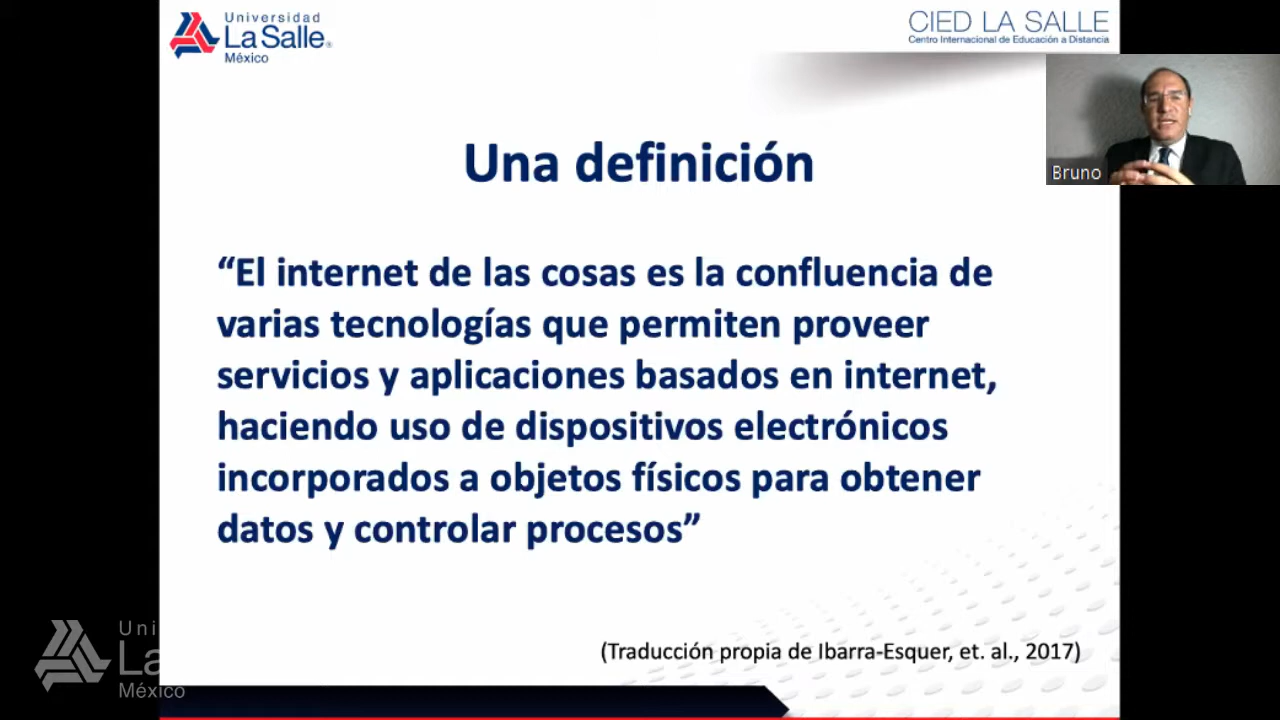 Universidad
La Salle®
México
CIED LA SALLE
Centro Internacional de Educación a Distancia
Bruno
Una definición
“El internet de las cosas es la confluencia de
varias tecnologías que permiten proveer
servicios y aplicaciones basados en internet,
haciendo uso de dispositivos electrónicos
incorporados a objetos físicos para obtener
datos y controlar procesos”
(Traducción propia de Ibarra-Esquer, et. al., 2017)
Uni
La
México